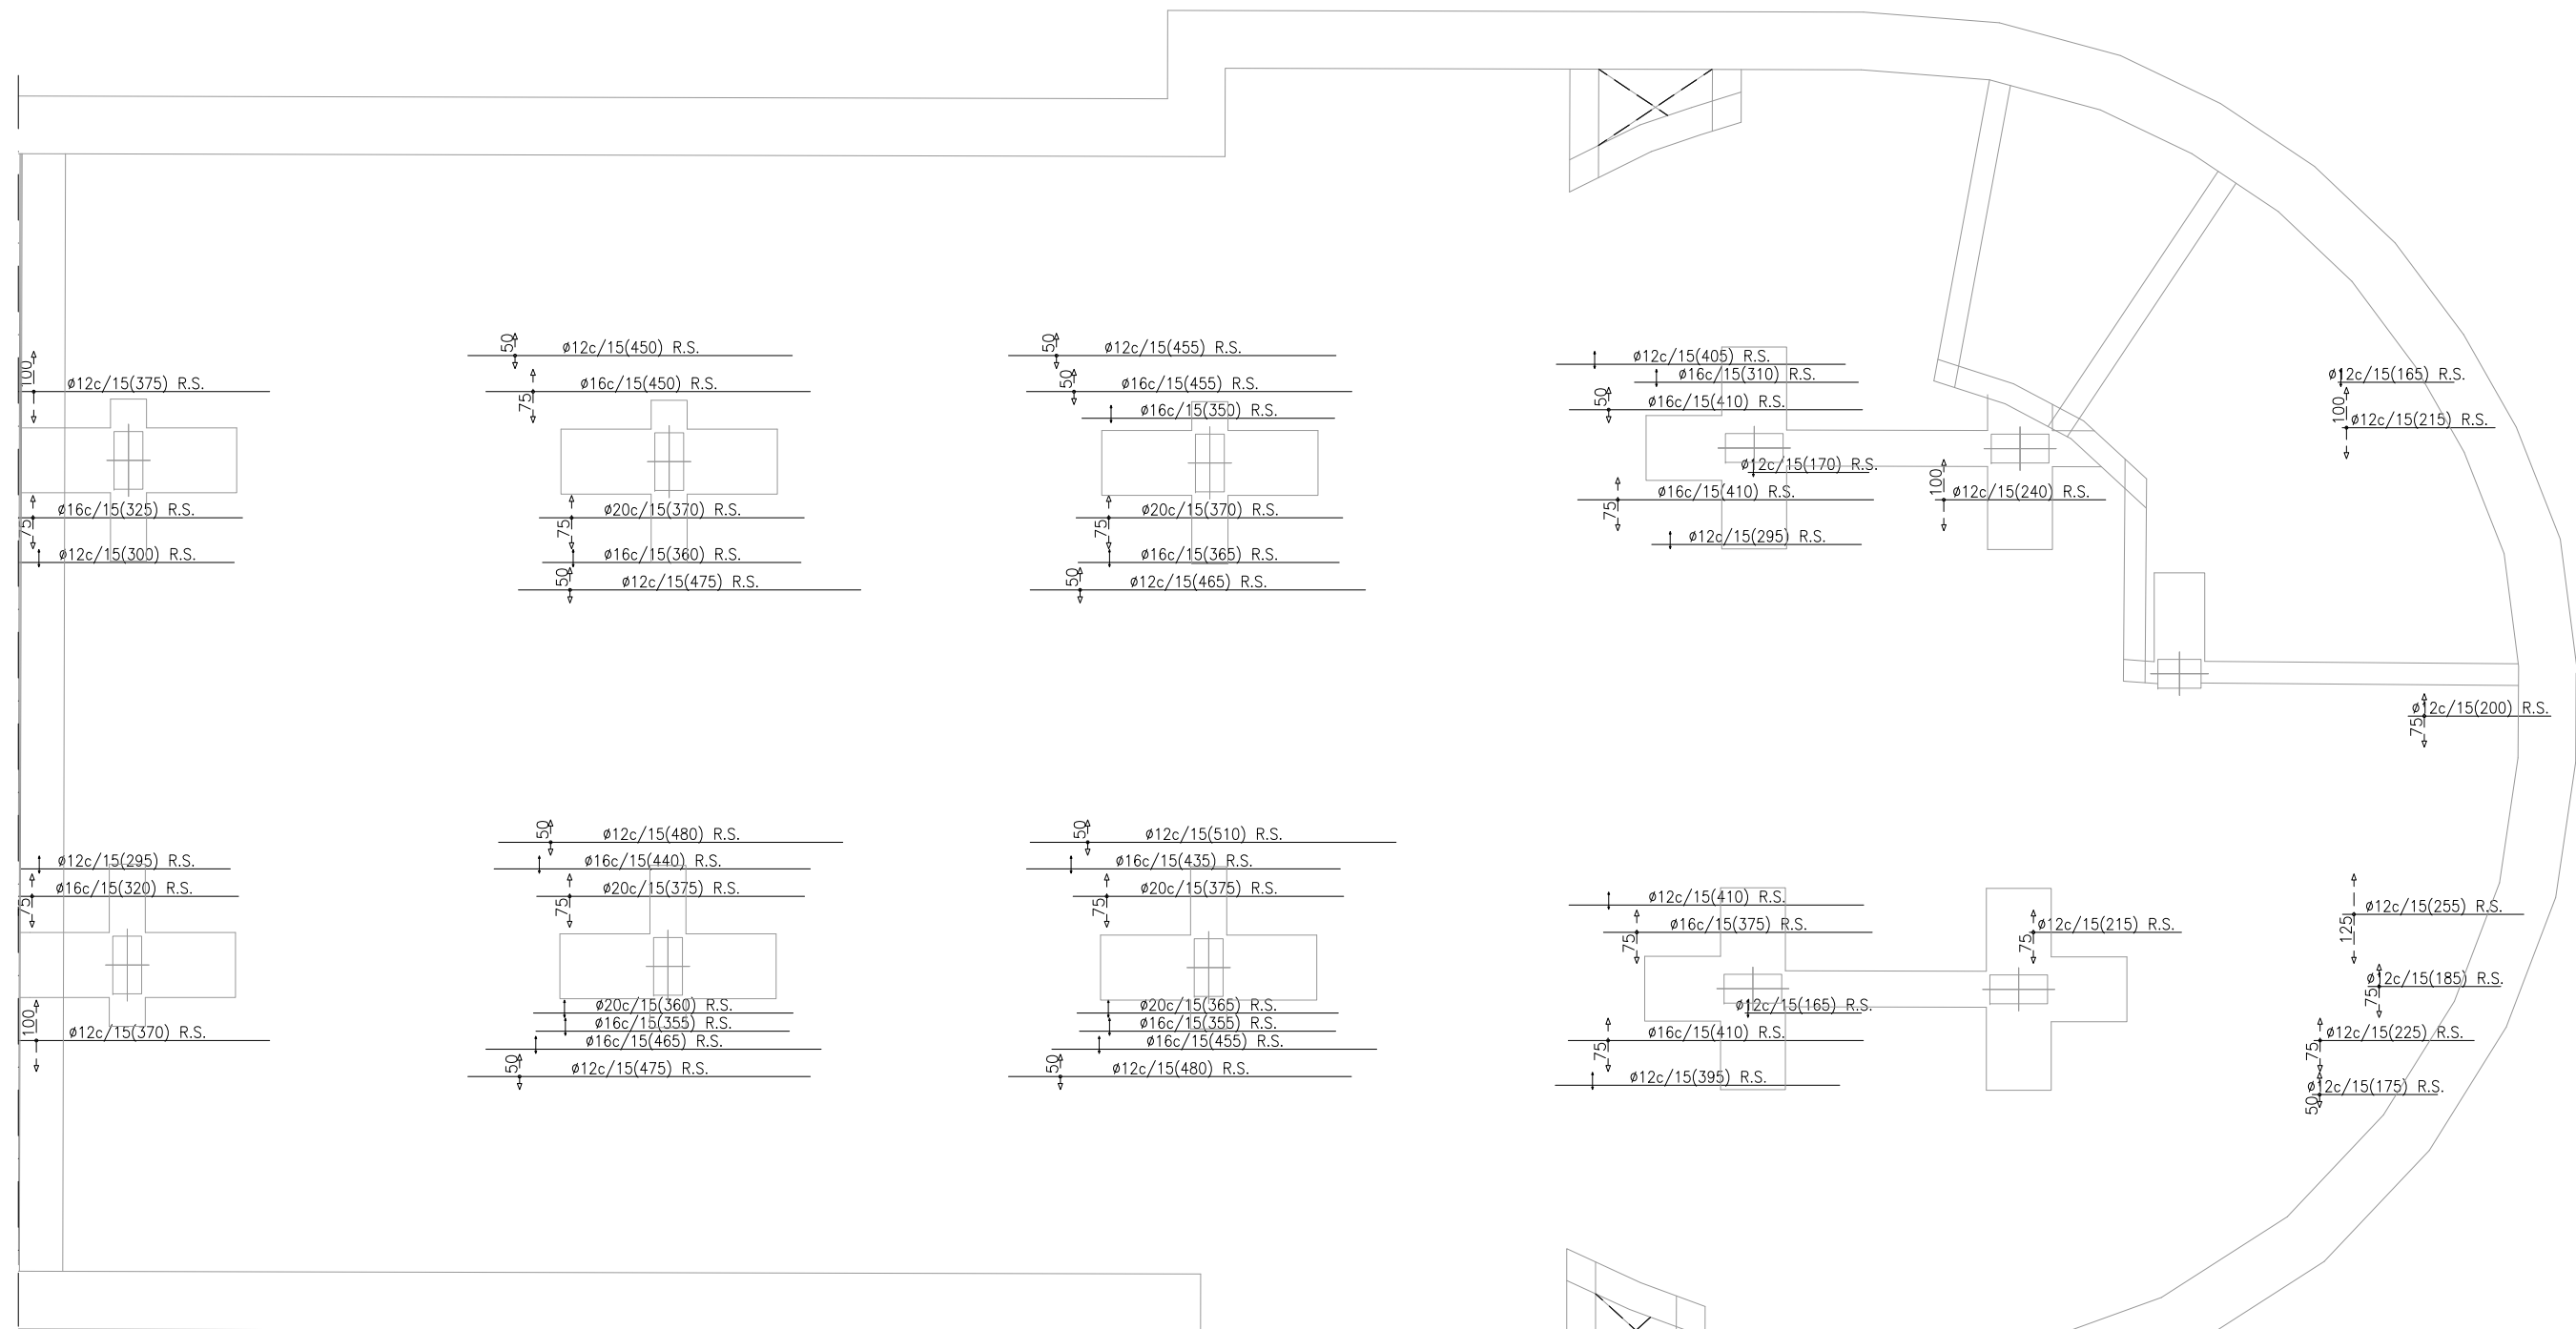 50
ø12c/15(450) R.S.
50
ø12c/15(455) R.S.
ø12c/15(405) R.S.
100
ø12c/15(375) R.S.
75
ø16c/15(450) R.S.
50
ø16c/15(455) R.S.
ø16c/15(310) R.S.
ø12c/15(165) R.S.
ø16c/15(350) R.S.
50
ø16c/15(410) R.S.
100
ø12c/15(215) R.S.
ø12c/15(170) R.S.
75
ø16c/15(325) R.S.
75
ø20c/15(370) R.S.
75
ø20c/15(370) R.S.
75
ø16c/15(410) R.S.
100
ø12c/15(240) R.S.
ø12c/15(300) R.S.
ø16c/15(360) R.S.
ø16c/15(365) R.S.
ø12c/15(295) R.S.
50
ø12c/15(475) R.S.
50
ø12c/15(465) R.S.
75
ø12c/15(200) R.S.
50
ø12c/15(480) R.S.
50
ø12c/15(510) R.S.
ø12c/15(295) R.S.
ø16c/15(440) R.S.
ø16c/15(435) R.S.
75
ø16c/15(320) R.S.
75
ø20c/15(375) R.S.
75
ø20c/15(375) R.S.
ø12c/15(410) R.S.
125
ø12c/15(255) R.S.
75
ø16c/15(375) R.S.
75
ø12c/15(215) R.S.
75
ø12c/15(185) R.S.
ø20c/15(360) R.S.
ø20c/15(365) R.S.
ø12c/15(165) R.S.
ø16c/15(355) R.S.
ø16c/15(355) R.S.
100
ø12c/15(370) R.S.
ø16c/15(465) R.S.
ø16c/15(455) R.S.
75
ø16c/15(410) R.S.
75
ø12c/15(225) R.S.
50
ø12c/15(475) R.S.
50
ø12c/15(480) R.S.
ø12c/15(395) R.S.
50
ø12c/15(175) R.S.